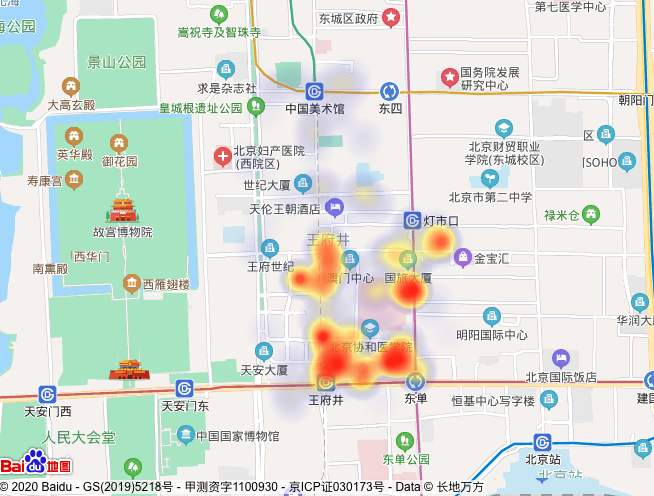 第七医学中心
东城区政府
嵩祝寺及智珠寺
北海公园
景山公园
求是杂志社
国务院发展
研究中心
大高玄殿
皇城根遗址公园
中国美术馆
东四
朝阳门
英华殿
御花园
北京妇产医院
(西院区)
北京财贸职业
学院(东城校区)
区
(SOHO
寿康宫
世纪大厦
北京市第二中学
天伦王朝酒店
灯市口
禄米仓
故宫博物院
王府井
西华门
王府世纪
澳门中心
国旅大厦
金宝汇
南薰殿
西雁翅楼
华润大厦
明阳国际中心
北京协和医学院
天安大厦
北京国际饭店
天安门西
天安门东
王府井
东单
恒基中心写字楼
建国
人民大会堂
中国国家博物馆
东单公园
北京站
北京站
Bai du 地图
© 2020 Baidu - GS(2019)5218号 - 甲测资字1100930 - 京ICP证030173号 - Data © 长地万方